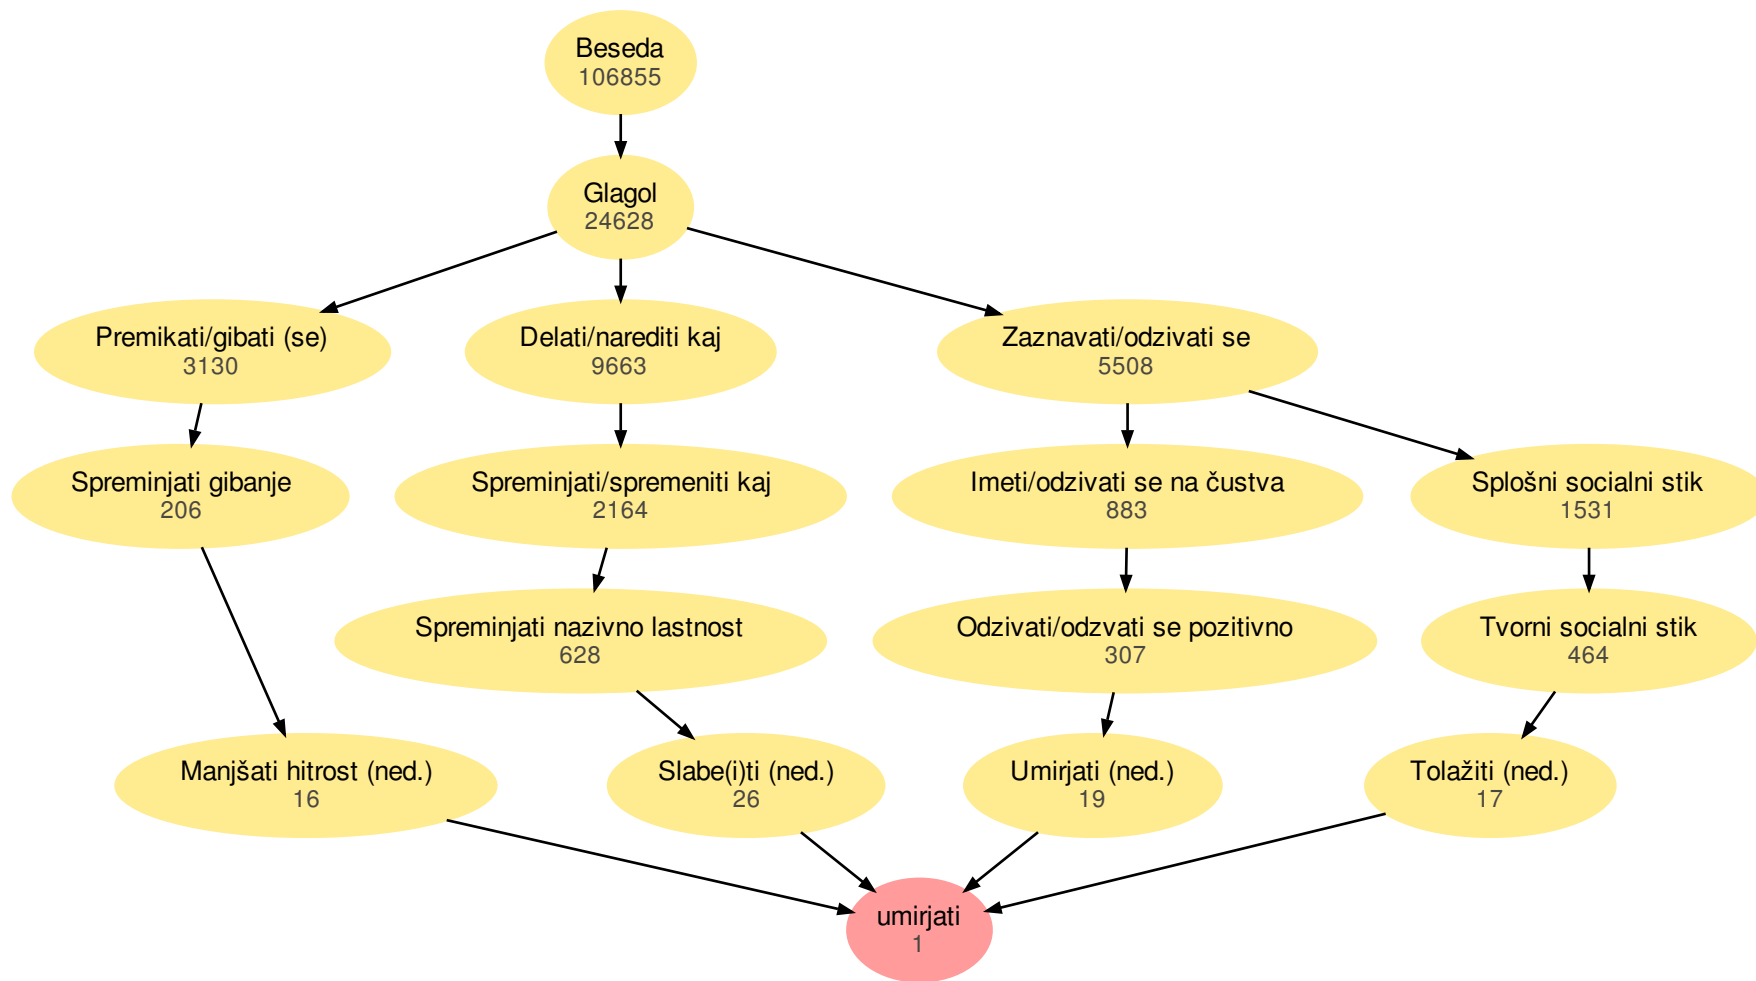 Beseda
106855
Glagol
24628
Premikati/gibati (se)
3130
Delati/narediti kaj
9663
Zaznavati/odzivati se
5508
Spreminjati gibanje
206
Spreminjati/spremeniti kaj
2164
Imeti/odzivati se na čustva
883
Splošni socialni stik
1531
Spreminjati nazivno lastnost
628
Odzivati/odzvati se pozitivno
307
Tvorni socialni stik
464
Manjšati hitrost (ned.)
16
Slabe(i)ti (ned.)
26
Umirjati (ned.)
19
Tolažiti (ned.)
17
umirjati
1